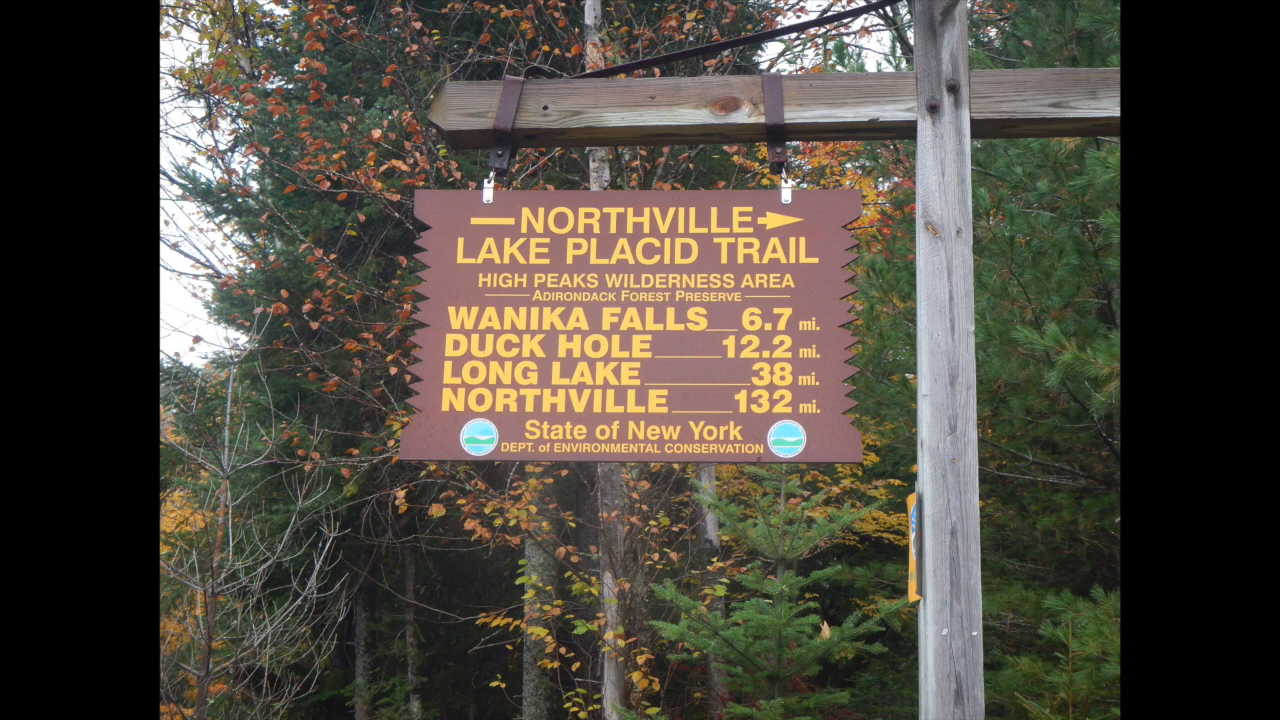 NORTHVILLE
LAKE PLACID TRAIL
HIGH PEAKS WILDERNESS AREA
ADIRONDACK FOREST PRESERVE
WANIKA FALLS 6.7 mi.
DUCK HOLE 12.2 mi.
LONG LAKE 38 mi.
NORTHVILLE 132 mi.
State of New York
DEPT. of ENVIRONMENTAL CONSERVATION